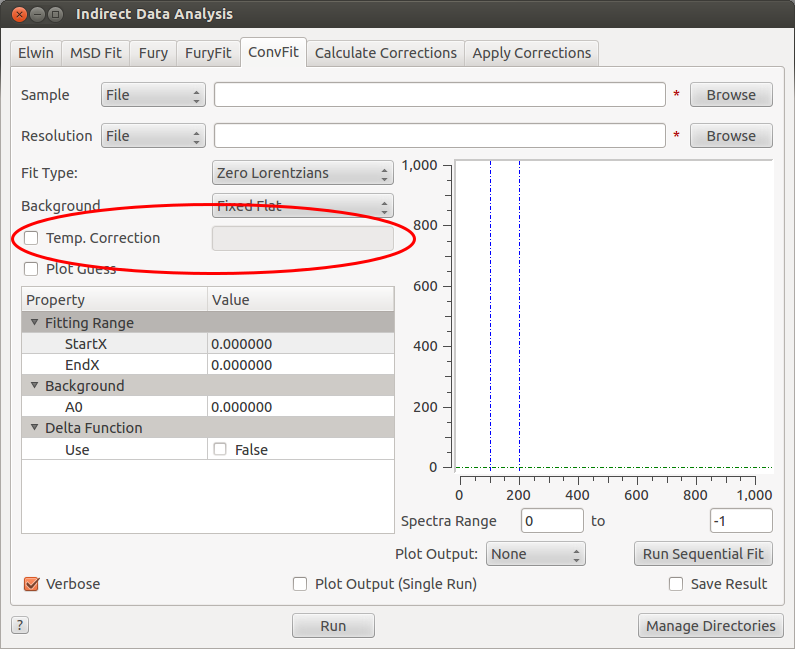 Indirect Data Analysis
Elwin MSD Fit Fury FuryFit ConvFit Calculate Corrections Apply Corrections
Sample File * Browse
Resolution File * Browse
Fit Type: Zero Lorentzians
Background Fixed Flat
Temp. Correction
Plot Guess
Property Value
Fitting Range
StartX 0.000000
EndX 0.000000
Background
A0 0.000000
Delta Function
Use False
1,000
800
600
400
200
0
0 200 400 600 800 1,000
Spectra Range 0 to -1
Plot Output: None Run Sequential Fit
Verbose Plot Output (Single Run) Save Result
? Run Manage Directories